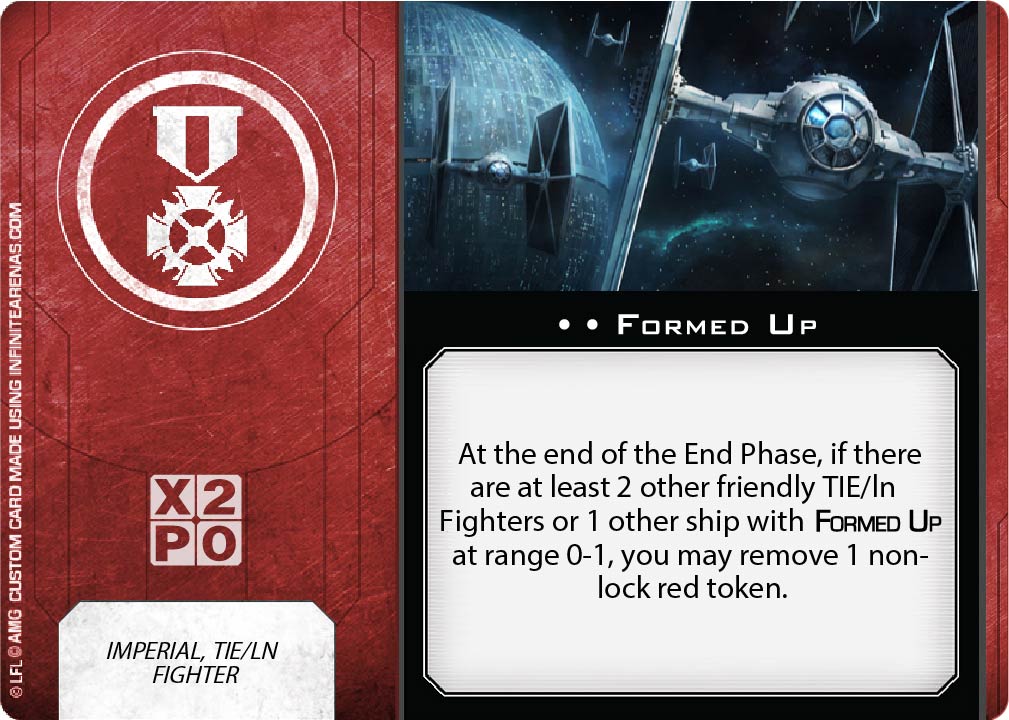 • • FORMED UP
At the end of the End Phase, if there
are at least 2 other friendly TIE/ln
Fighters or 1 other ship with FORMED UP
at range 0-1, you may remove 1 non-
lock red token.
X2
PO
IMPERIAL, TIE/LN
FIGHTER
© LFL © AMG CUSTOM CARD MADE USING INFINITEARENAS.COM